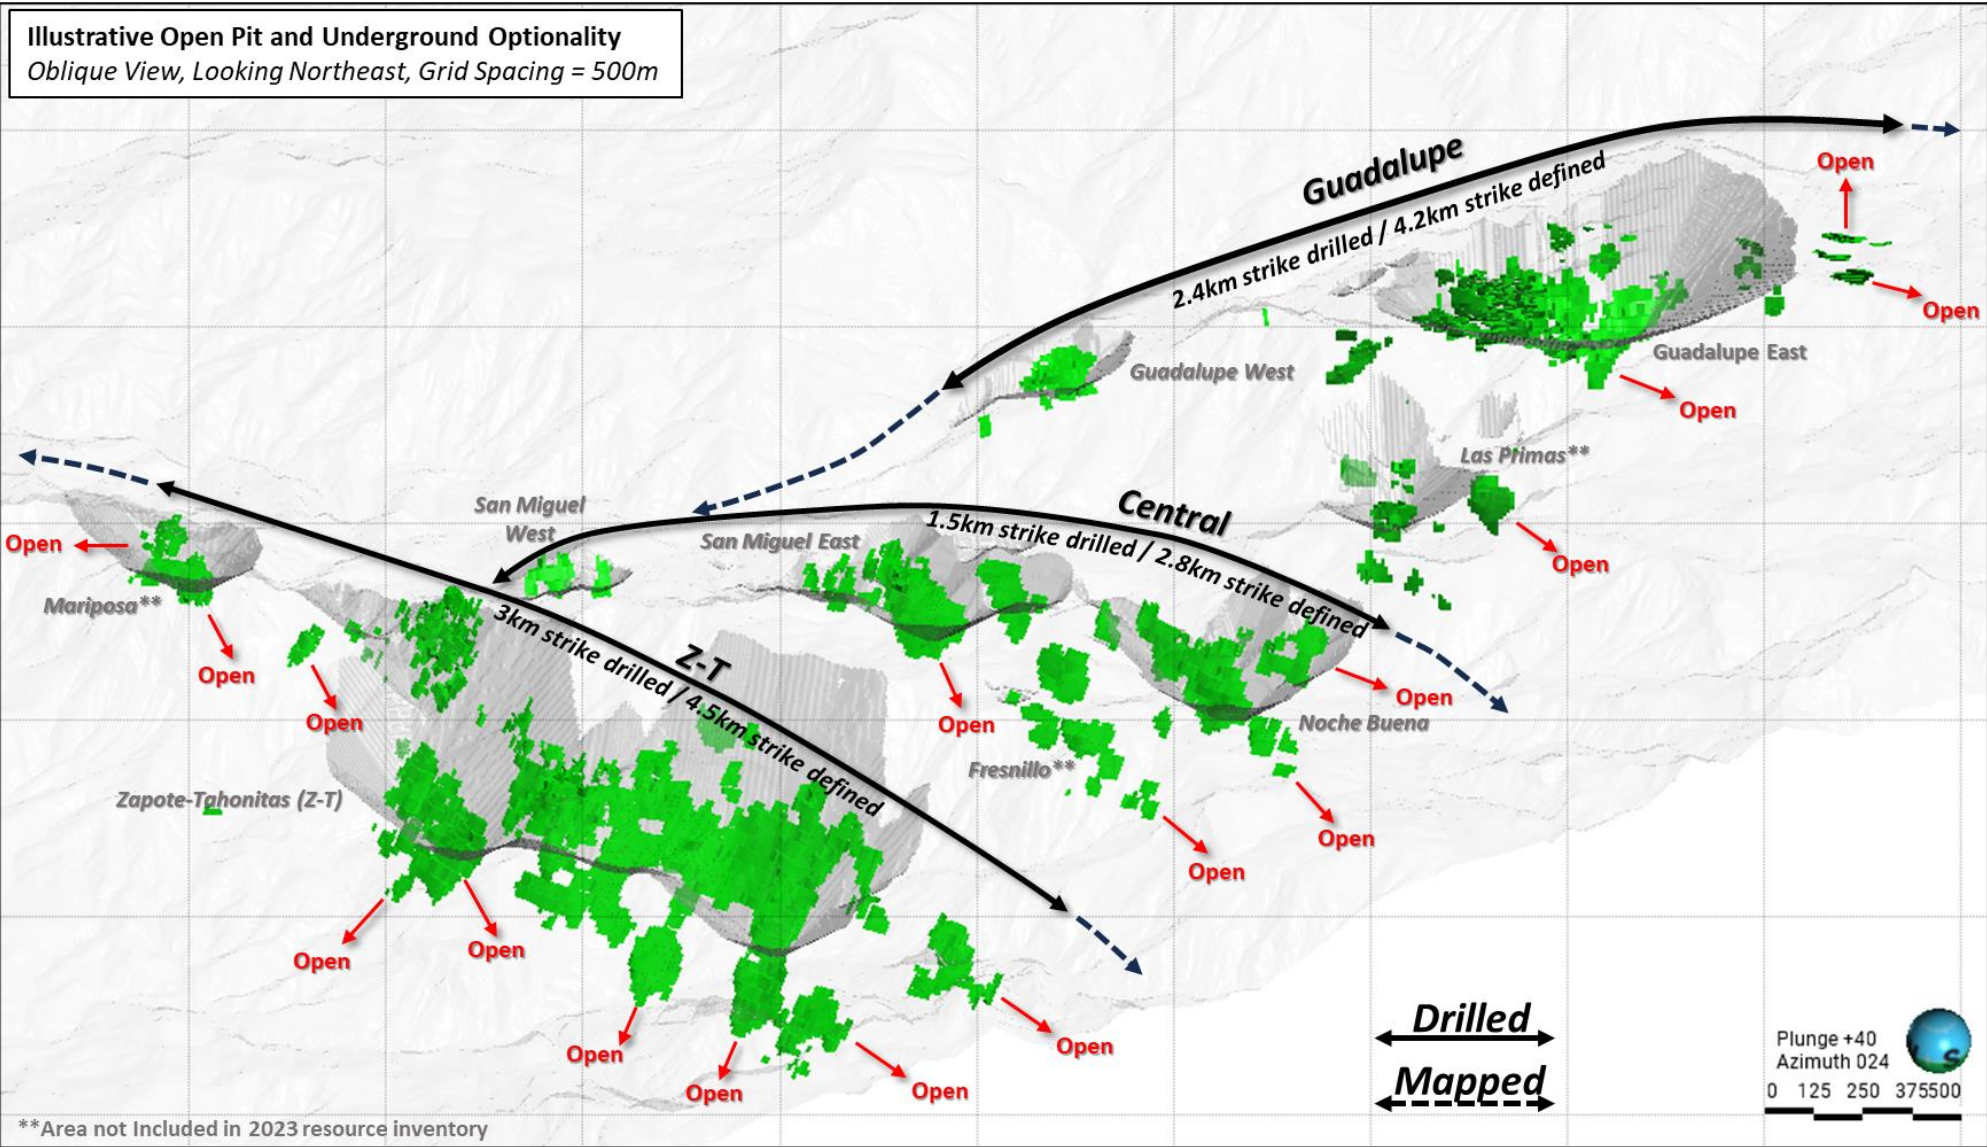 Illustrative Open Pit and Underground Optionality
Oblique View, Looking Northeast, Grid Spacing = 500m
Guadalupe
2.4km strike drilled / 4.2km strike defined
Open
Open
Guadalupe East
Open
Guadalupe West
Las Primas**
Open
Central
1.5km strike drilled / 2.8km strike defined
San Miguel
West
San Miguel East
Open
Mariposa**
Open
Open
Z-T
3km strike drilled / 4.5km strike defined
Open
Open
Noche Buena
Fresnillo**
Open
Open
Zapote-Tahonitas (Z-T)
Open
Open
Open
Open
Open
Open
Drilled
Mapped
Plunge +40
Azimuth 024
0 125 250 375500
S
**Area not Included in 2023 resource inventory